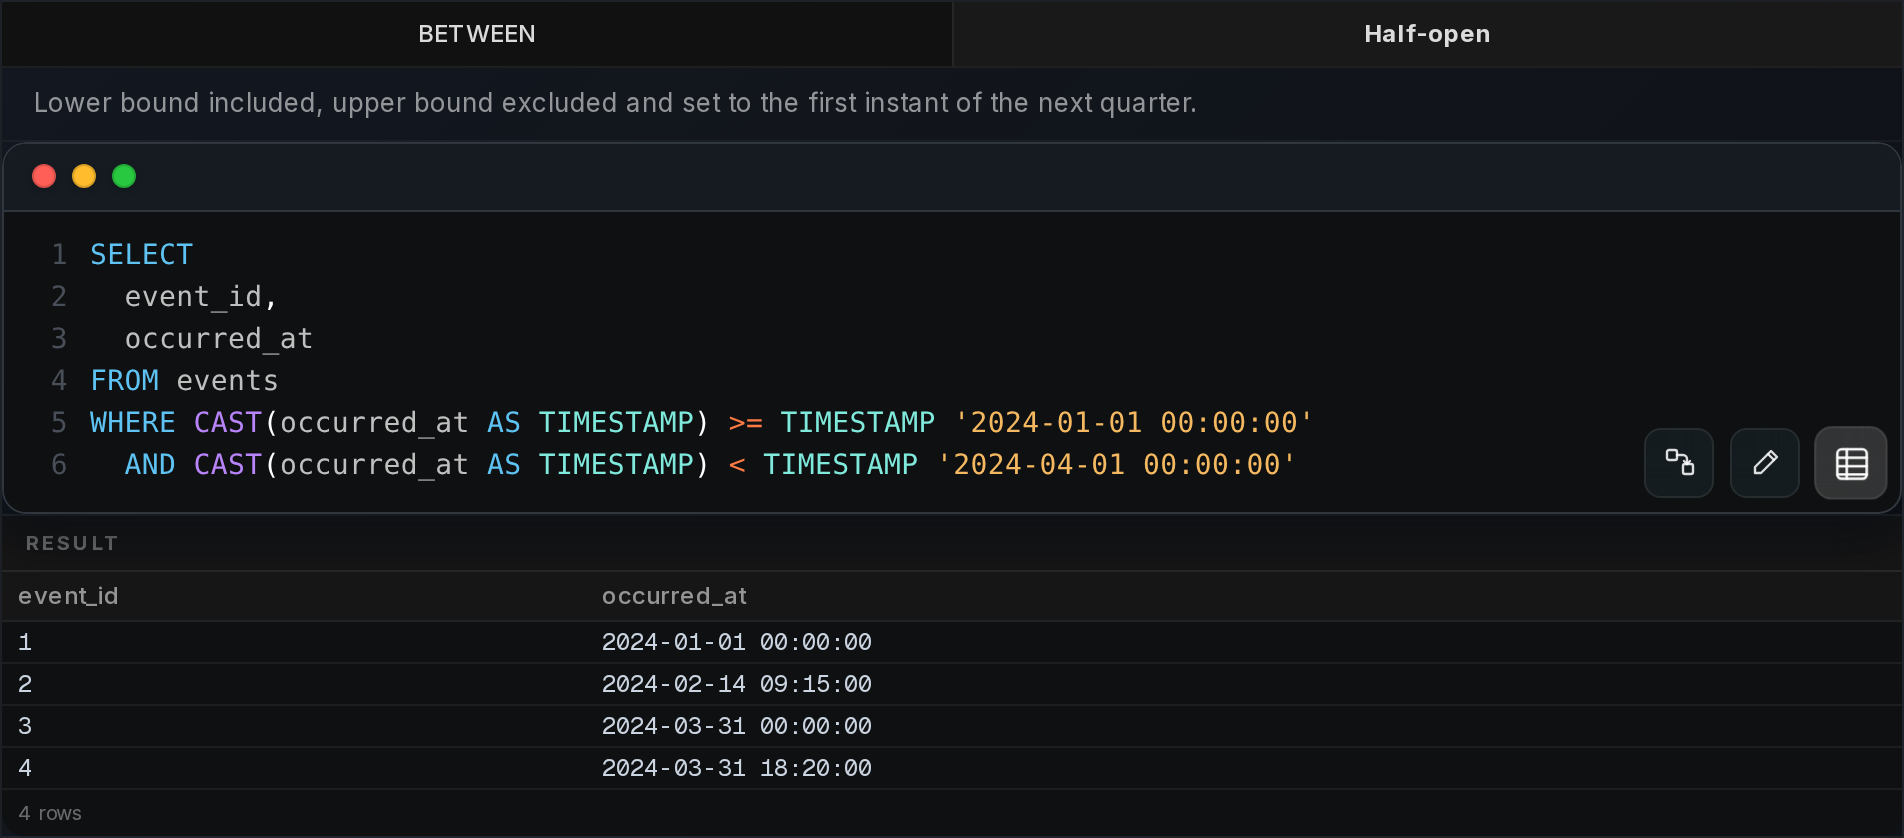 BETWEEN
Half-open
Lower bound included, upper bound excluded and set to the first instant of the next quarter.
1 SELECT
2   event_id,
3   occurred_at
4 FROM events
5 WHERE CAST(occurred_at AS TIMESTAMP) >= TIMESTAMP '2024-01-01 00:00:00'
6   AND CAST(occurred_at AS TIMESTAMP) < TIMESTAMP '2024-04-01 00:00:00'
RESULT
event_id occurred_at
1 2024-01-01 00:00:00
2 2024-02-14 09:15:00
3 2024-03-31 00:00:00
4 2024-03-31 18:20:00
4 rows